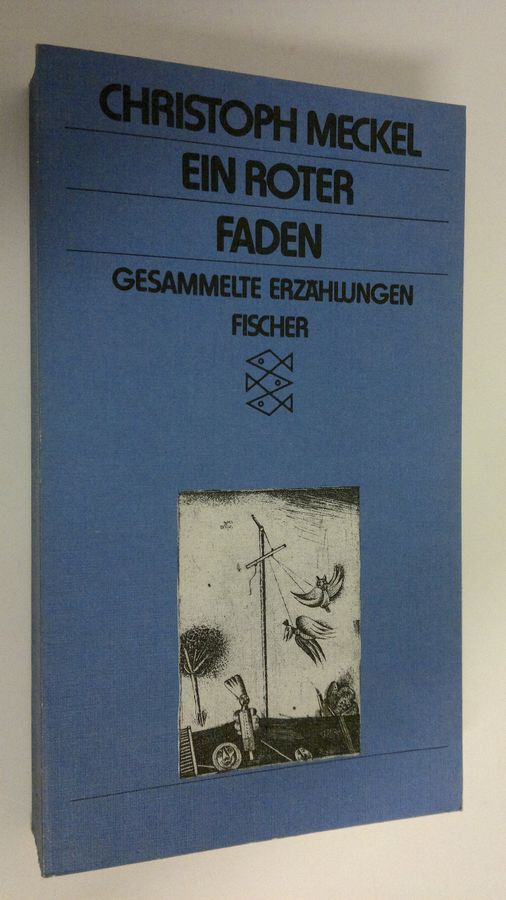 CHRISTOPH MECKEL
EIN ROTER
FADEN
GESAMMELTE ERZÄHLUNGEN
FISCHER